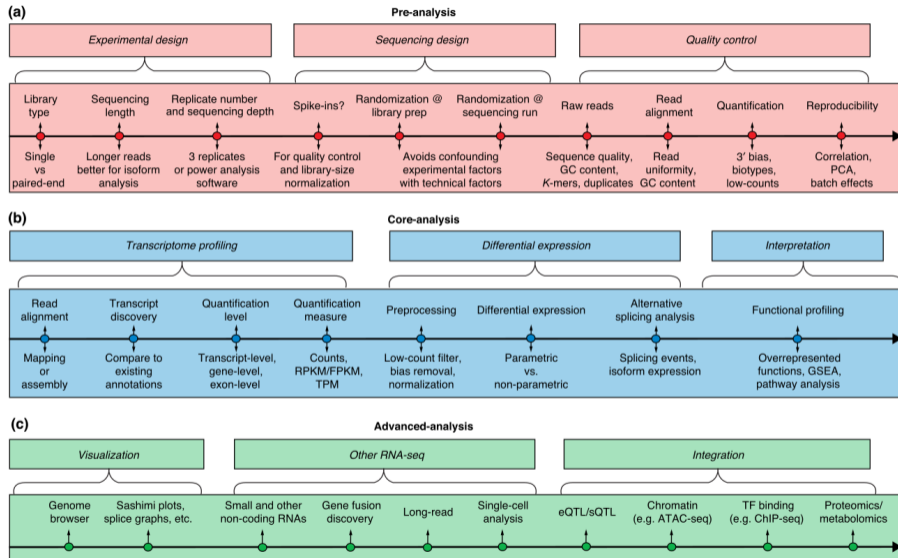 (a)
Pre-analysis
Experimental design
Sequencing design
Quality control
Library
type
Sequencing
length
Replicate number
and sequencing depth
Spike-ins?
Randomization @
library prep
Randomization @
sequencing run
Raw reads
Read
alignment
Quantification
Reproducibility
Single
vs
paired-end
Longer reads
better for isoform
analysis
3 replicates
or power analysis
software
For quality control
and library-size
normalization
Avoids confounding
experimental factors
with technical factors
Sequence quality,
GC content,
K-mers, duplicates
Read
uniformity,
GC content
3′ bias,
biotypes,
low-counts
Correlation,
PCA,
batch effects
(b)
Core-analysis
Transcriptome profiling
Differential expression
Interpretation
Read
alignment
Transcript
discovery
Quantification
level
Quantification
measure
Preprocessing
Differential expression
Alternative
splicing analysis
Functional profiling
Mapping
or
assembly
Compare to
existing
annotations
Transcript-level,
gene-level,
exon-level
Counts,
RPKM/FPKM,
TPM
Low-count filter,
bias removal,
normalization
Parametric
vs.
non-parametric
Splicing events,
isoform expression
Overrepresented
functions, GSEA,
pathway analysis
(c)
Advanced-analysis
Visualization
Other RNA-seq
Integration
Genome
browser
Sashimi plots,
splice graphs, etc.
Small and other
non-coding RNAs
Gene fusion
discovery
Long-read
Single-cell
analysis
eQTL/sQTL
Chromatin
(e.g. ATAC-seq)
TF binding
(e.g. ChIP-seq)
Proteomics/
metabolomics